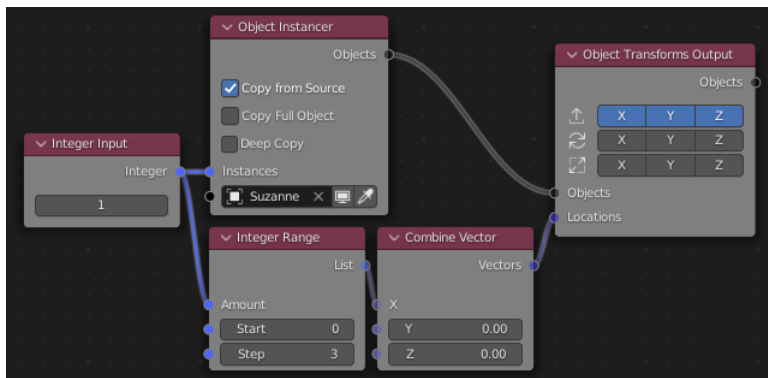 Integer Input
Integer
1
Object Instancer
Objects
Copy from Source
Copy Full Object
Deep Copy
Instances
Suzanne
Integer Range
List
Amount
Start 0
Step 3
Combine Vector
Vectors
X
Y 0.00
Z 0.00
Object Transforms Output
Objects
X Y Z
X Y Z
X Y Z
Objects
Locations